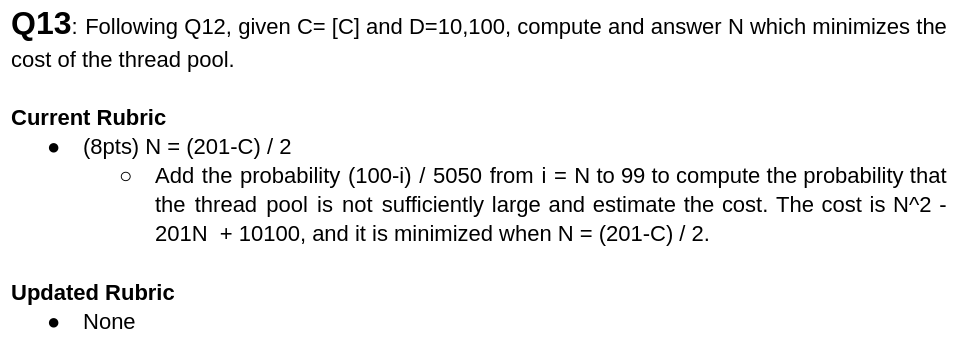 Q13: Following Q12, given C= [C] and D=10,100, compute and answer N which minimizes the
cost of the thread pool.
Current Rubric
● (8pts) N = (201-C) / 2
○ Add the probability (100-i) / 5050 from i = N to 99 to compute the probability that
the thread pool is not sufficiently large and estimate the cost. The cost is N^2 -
201N + 10100, and it is minimized when N = (201-C) / 2.
Updated Rubric
● None